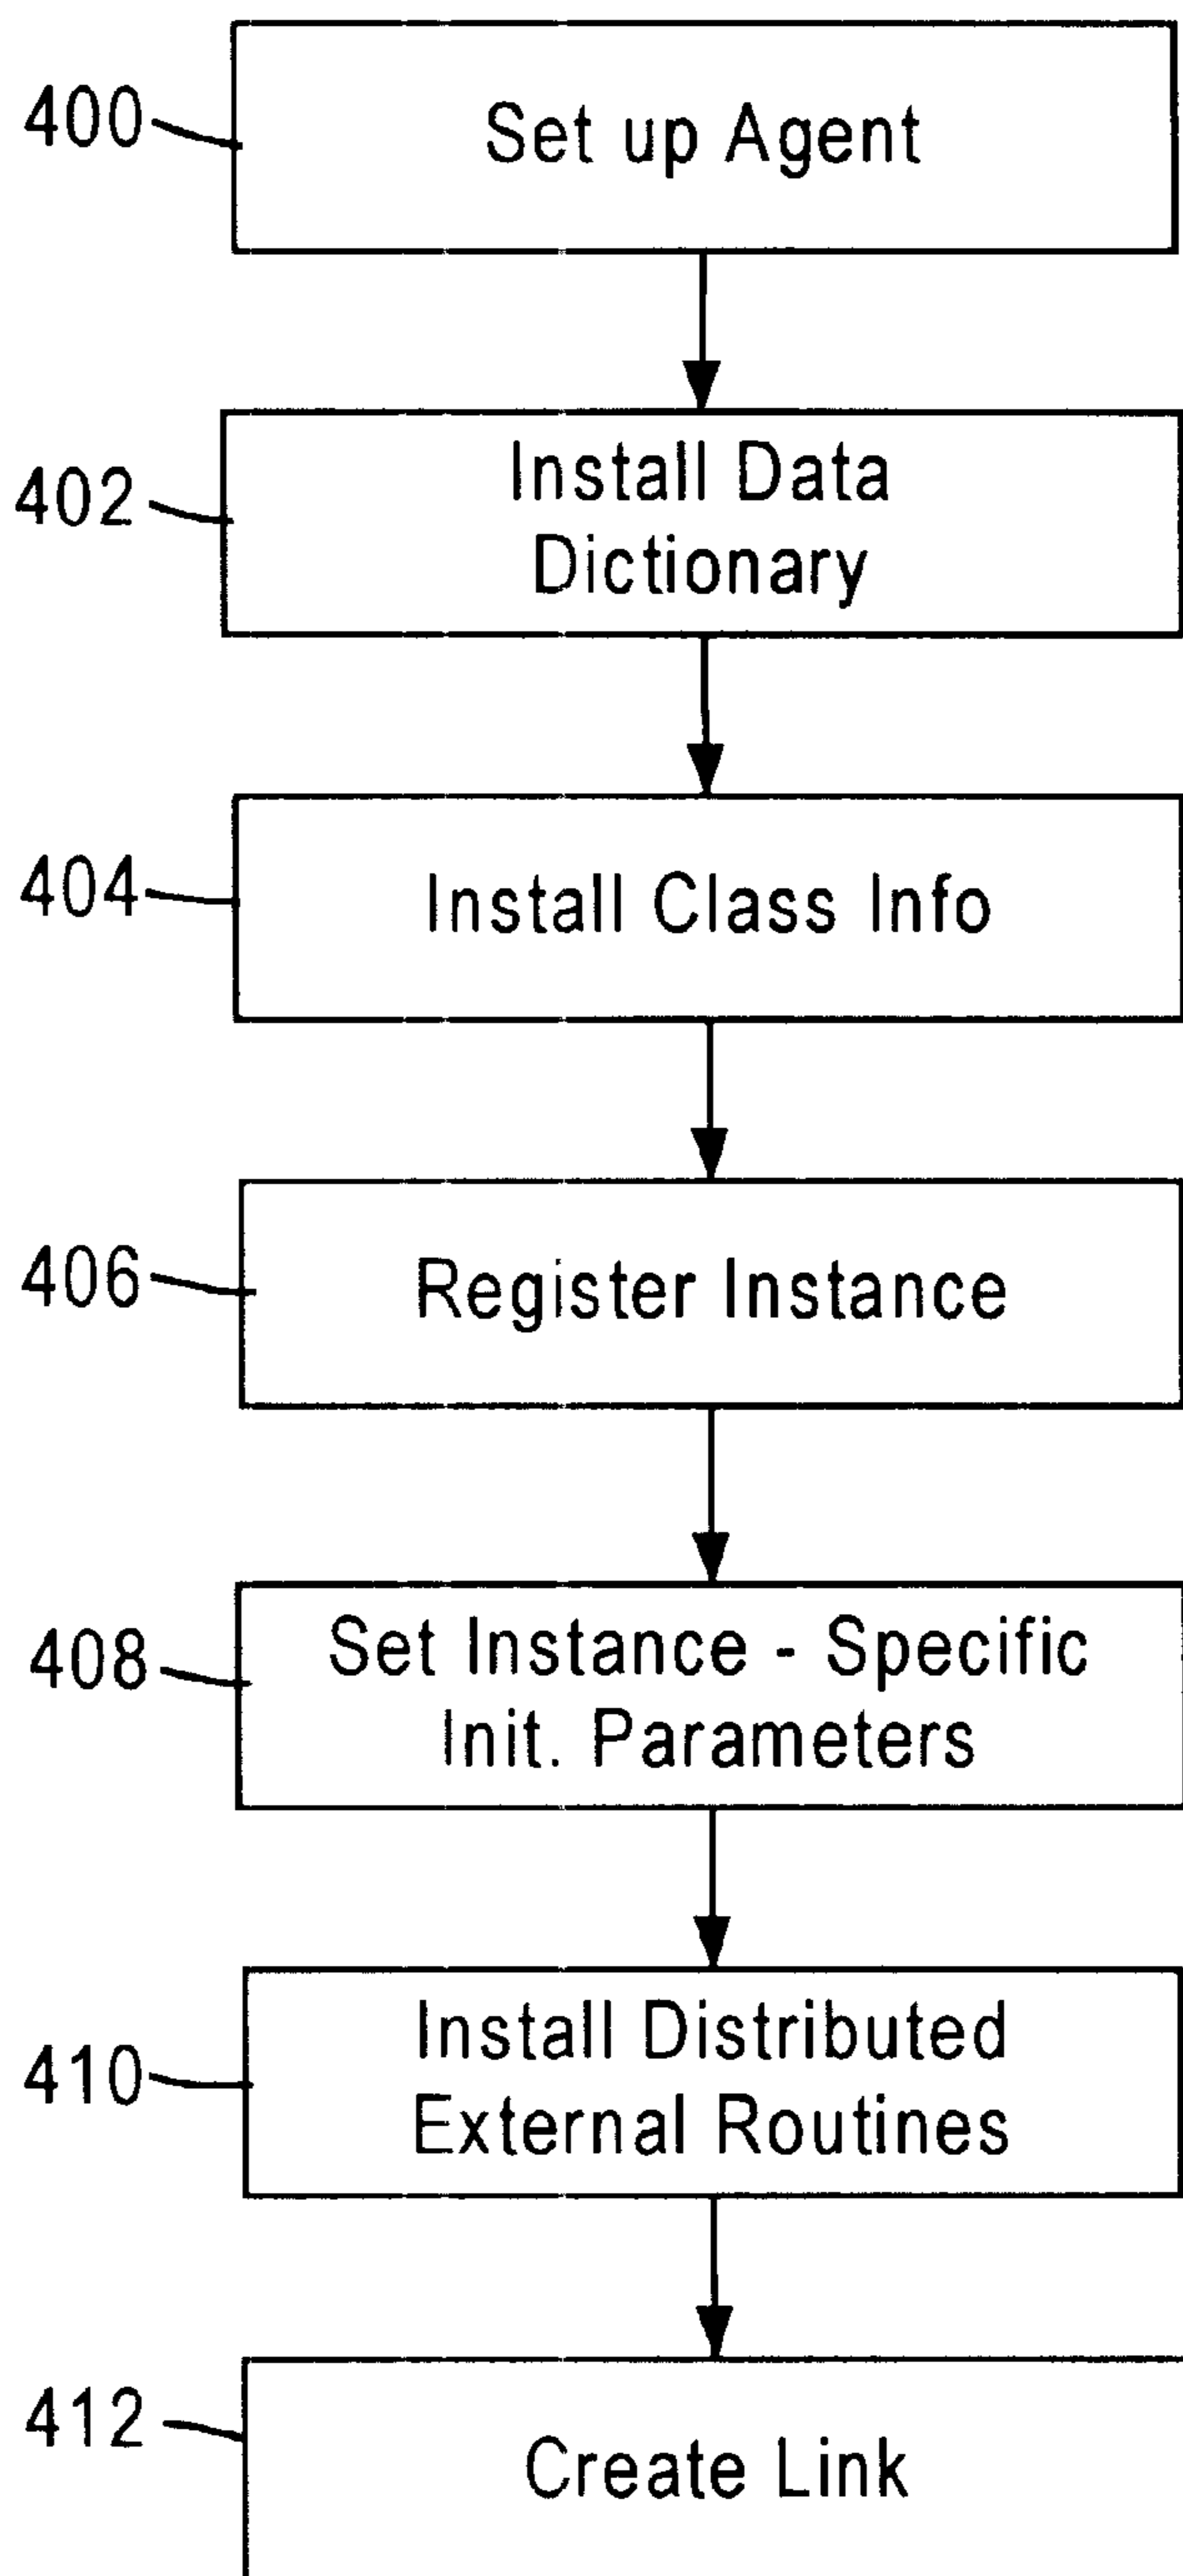 400
Set up Agent
402
Install Data
Dictionary
404
Install Class Info
406
Register Instance
408
Set Instance - Specific
Init. Parameters
410
Install Distributed
External Routines
412
Create Link